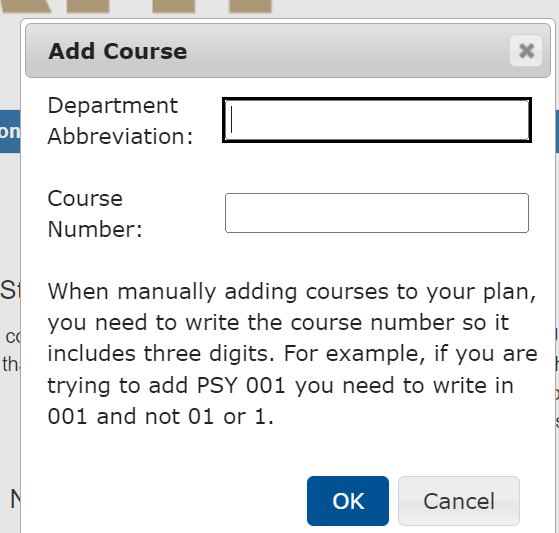 Add Course
Department
Abbreviation:
on
Course
Number:
When manually adding courses to your plan,
you need to write the course number so it
includes three digits. For example, if you are
trying to add PSY 001 you need to write in
001 and not 01 or 1.
OK Cancel